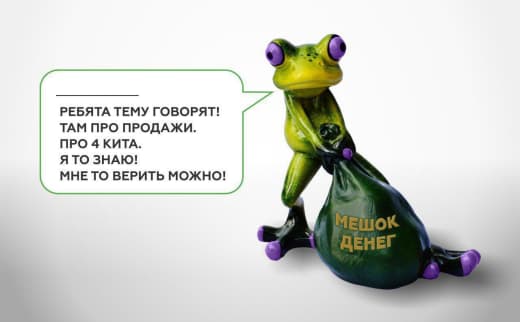 РЕБЯТА ТЕМУ ГОВОРЯТ!
ТАМ ПРО ПРОДАЖИ.
ПРО 4 КИТА.
Я ТО ЗНАЮ!
МНЕ ТО ВЕРИТЬ МОЖНО!
МЕШОК
ДЕНЕГ